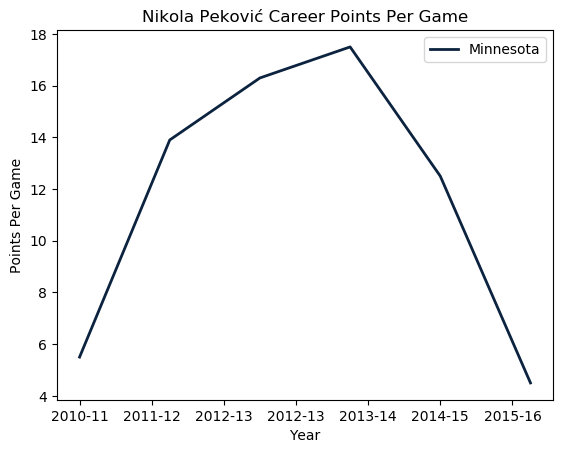 Nikola Peković Career Points Per Game
Minnesota
18
16
14
12
10
8
6
4
Points Per Game
2010-11 2011-12 2012-13 2012-13 2013-14 2014-15 2015-16
Year